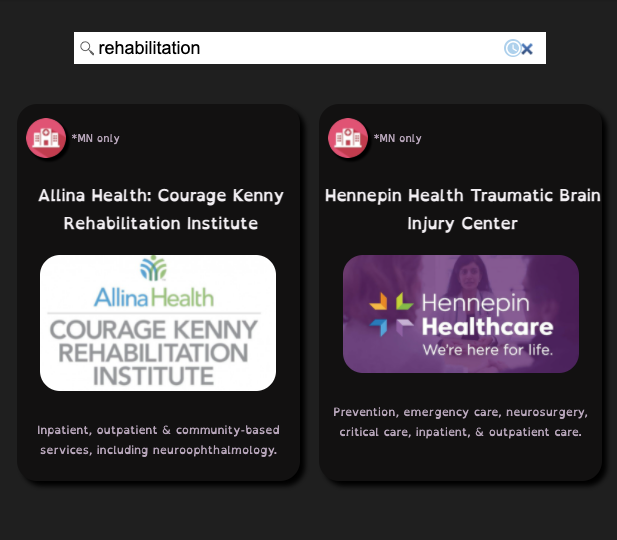 rehabilitation
*MN only
Allina Health: Courage Kenny
Rehabilitation Institute
Allina Health
COURAGE KENNY
REHABILITATION
INSTITUTE
Inpatient, outpatient & community-based
services, including neuroophthalmology.
*MN only
Hennepin Health Traumatic Brain
Injury Center
Hennepin
Healthcare
We're here for life.
Prevention, emergency care, neurosurgery,
critical care, inpatient, & outpatient care.